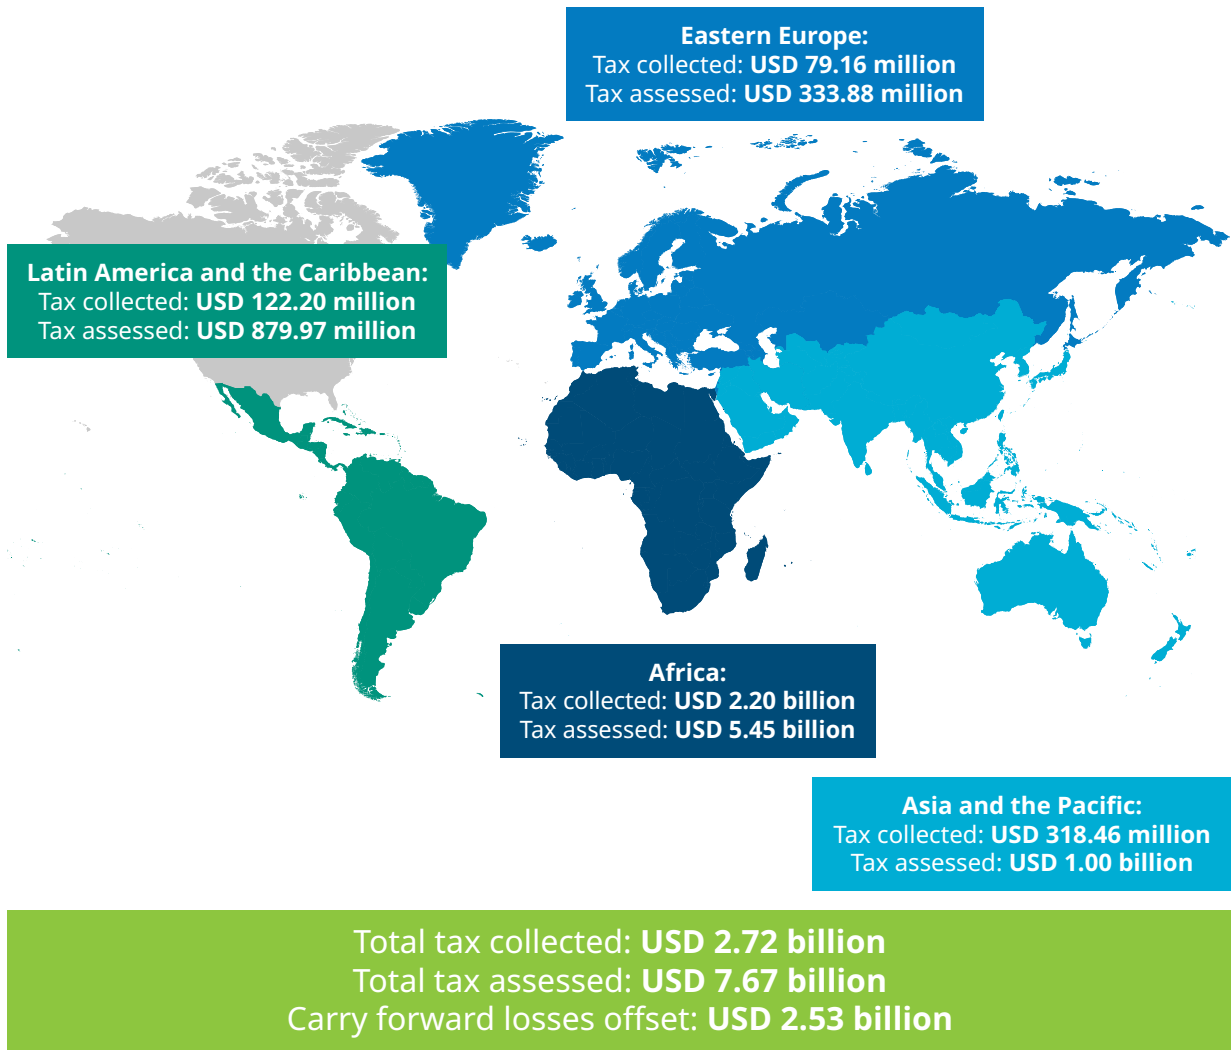 Eastern Europe:
Tax collected: USD 79.16 million
Tax assessed: USD 333.88 million
Latin America and the Caribbean:
Tax collected: USD 122.20 million
Tax assessed: USD 879.97 million
Africa:
Tax collected: USD 2.20 billion
Tax assessed: USD 5.45 billion
Asia and the Pacific:
Tax collected: USD 318.46 million
Tax assessed: USD 1.00 billion
Total tax collected: USD 2.72 billion
Total tax assessed: USD 7.67 billion
Carry forward losses offset: USD 2.53 billion